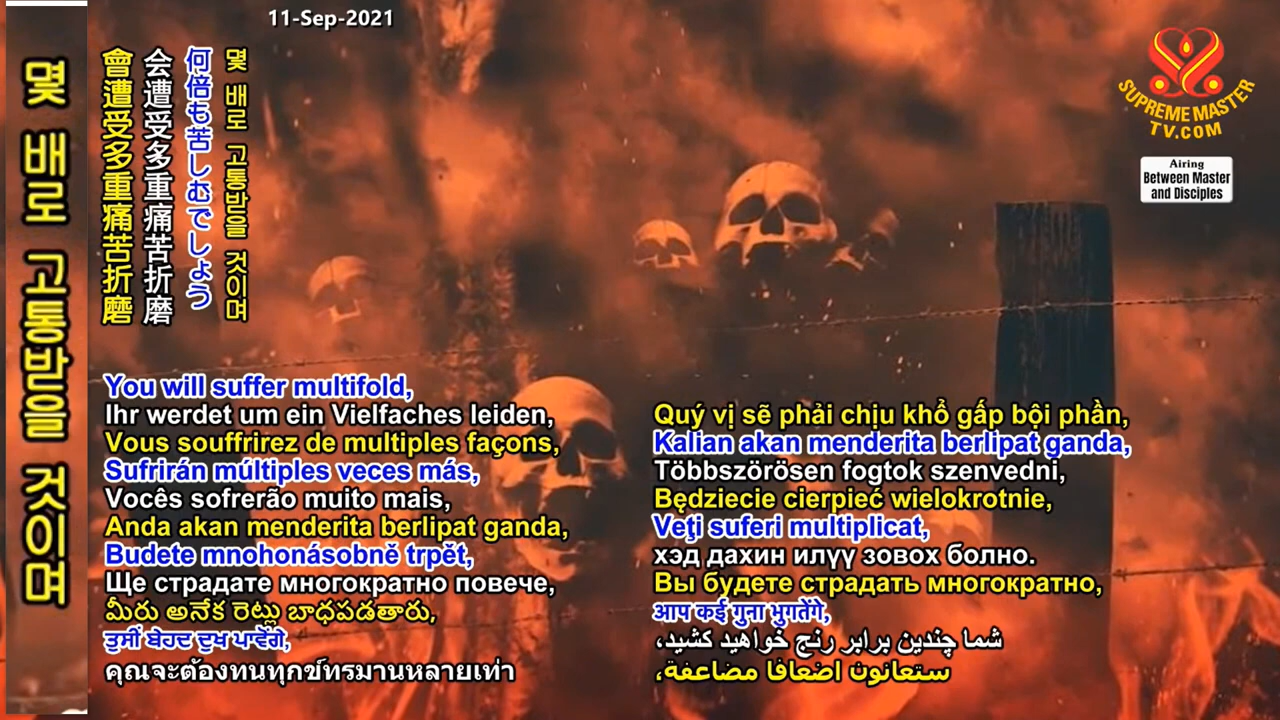 11-Sep-2021
몇 배로 고통받을 것이며
會遭受多重痛苦折磨
会遭受多重痛苦折磨
何倍も苦しむでしょう
몇 배로 고통받을 것이며
SUPREME MASTER
TV.COM
Airing
Between Master
and Disciples
You will suffer multifold,
Ihr werdet um ein Vielfaches leiden,
Vous souffrirez de multiples façons,
Sufrirán múltiples veces más,
Vocês sofrerão muito mais,
Anda akan menderita berlipat ganda,
Budete mnohonásobně trpět,
Ще страдате многократно повече,
మీరు అనేక రెట్లు బాధపడతారు,
ਤੁਸੀਂ ਬੇਹਦ ਦੁਖ ਪਾਵੋਂਗੇ,
คุณจะต้องทนทุกข์ทรมานหลายเท่า
Quý vị sẽ phải chịu khổ gấp bội phần,
Kalian akan menderita berlipat ganda,
Többszörösen fogtok szenvedni,
Będziecie cierpieć wielokrotnie,
Veţi suferi multiplicat,
хэд дахин илүү зовох болно.
Вы будете страдать многократно,
आप कई गुना भुगतेंगे,
شما چندین برابر رنج خواهید کشید،
ستعانون اضعافا مضاعفة،